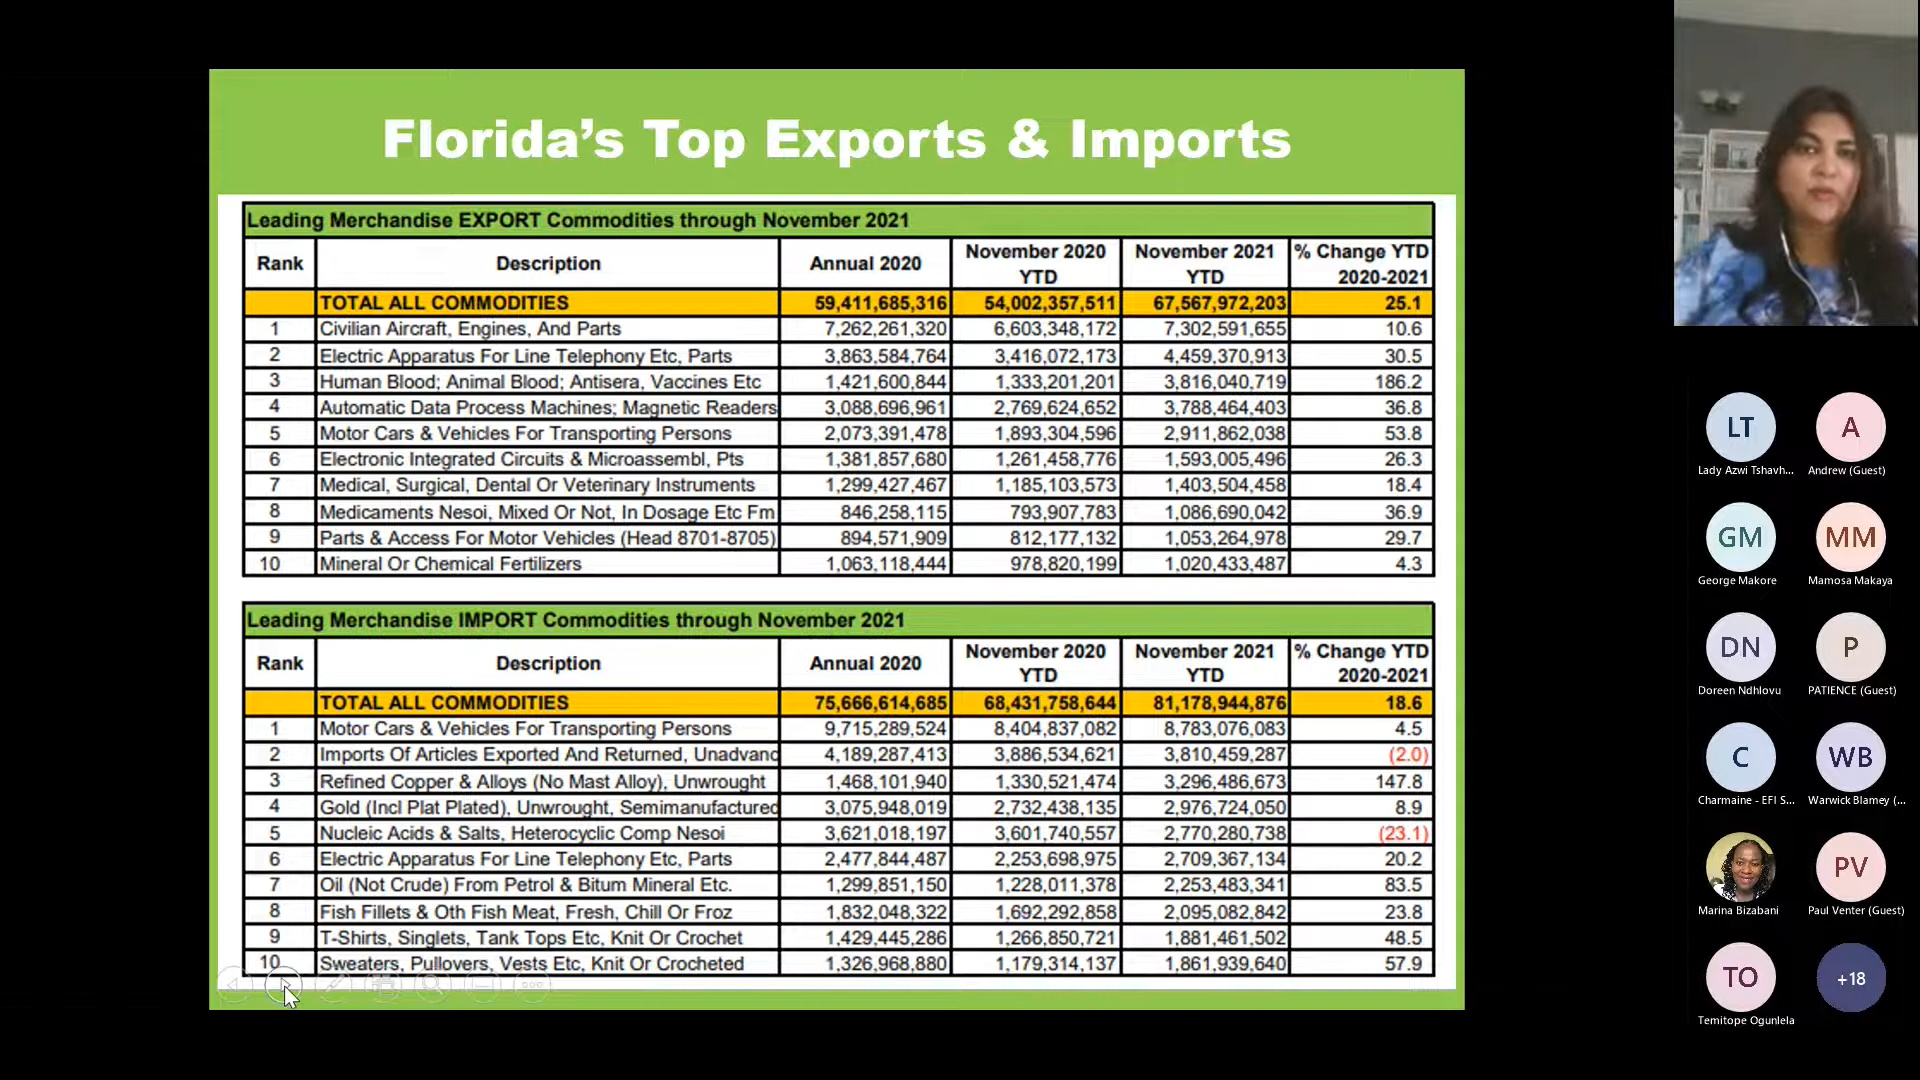 Florida's Top Exports & Imports
Leading Merchandise EXPORT Commodities through November 2021
Rank Description Annual 2020 November 2020 YTD November 2021 YTD % Change YTD 2020-2021
TOTAL ALL COMMODITIES 59,411,685,316 54,002,357,511 67,567,972,203 25.1
1 Civilian Aircraft, Engines, And Parts 7,262,261,320 6,603,348,172 7,302,591,655 10.6
2 Electric Apparatus For Line Telephony Etc, Parts 3,863,584,764 3,416,072,173 4,459,370,913 30.5
3 Human Blood; Animal Blood; Antisera, Vaccines Etc 1,421,600,844 1,333,201,201 3,816,040,719 186.2
4 Automatic Data Process Machines; Magnetic Readers 3,088,696,961 2,769,624,652 3,788,464,403 36.8
5 Motor Cars & Vehicles For Transporting Persons 2,073,391,478 1,893,304,596 2,911,862,038 53.8
6 Electronic Integrated Circuits & Microassembl, Pts 1,381,857,680 1,261,458,776 1,593,005,496 26.3
7 Medical, Surgical, Dental Or Veterinary Instruments 1,299,427,467 1,185,103,573 1,403,504,458 18.4
8 Medicaments Nesoi, Mixed Or Not, In Dosage Etc Fm 846,258,115 793,907,783 1,086,690,042 36.9
9 Parts & Access For Motor Vehicles (Head 8701-8705) 894,571,909 812,177,132 1,053,264,978 29.7
10 Mineral Or Chemical Fertilizers 1,063,118,444 978,820,199 1,020,433,487 4.3
Leading Merchandise IMPORT Commodities through November 2021
Rank Description Annual 2020 November 2020 YTD November 2021 YTD % Change YTD 2020-2021
TOTAL ALL COMMODITIES 75,666,614,685 68,431,758,644 81,178,944,876 18.6
1 Motor Cars & Vehicles For Transporting Persons 9,715,289,524 8,404,837,082 8,783,076,083 4.5
2 Imports Of Articles Exported And Returned, Unadvanc 4,189,287,413 3,886,534,621 3,810,459,287 (2.0)
3 Refined Copper & Alloys (No Mast Alloy), Unwrought 1,468,101,940 1,330,521,474 3,296,486,673 147.8
4 Gold (Incl Plat Plated), Unwrought, Semimanufactured 3,075,948,019 2,732,438,135 2,976,724,050 8.9
5 Nucleic Acids & Salts, Heterocyclic Comp Nesoi 3,621,018,197 3,601,740,557 2,770,280,738 (23.1)
6 Electric Apparatus For Line Telephony Etc, Parts 2,477,844,487 2,253,698,975 2,709,367,134 20.2
7 Oil (Not Crude) From Petrol & Bitum Mineral Etc. 1,299,851,150 1,228,011,378 2,253,483,341 83.5
8 Fish Fillets & Oth Fish Meat, Fresh, Chill Or Froz 1,832,048,322 1,692,292,858 2,095,082,842 23.8
9 T-Shirts, Singlets, Tank Tops Etc, Knit Or Crochet 1,429,445,286 1,266,850,721 1,881,461,502 48.5
10 Sweaters, Pullovers, Vests Etc, Knit Or Crocheted 1,326,968,880 1,179,314,137 1,861,939,640 57.9
LT A
Lady Azwi Tshavh... Andrew (Guest)
GM MM
George Makore Mamosa Makaya
DN P
Doreen Ndhlovu PATIENCE (Guest)
C WB
Charmaine - EFI S... Warwick Blamey (...
PV
Marina Bizabani Paul Venter (Guest)
TO +18
Temitope Ogunlela